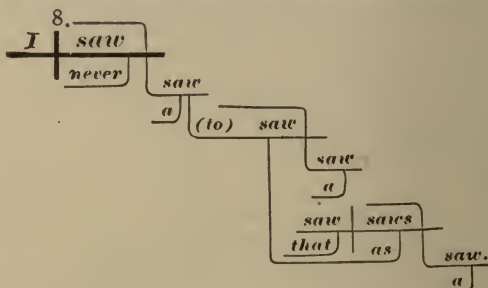 8.
I saw
never
saw
a
(to) saw
saw
a
saw saws
that as
saw.
a